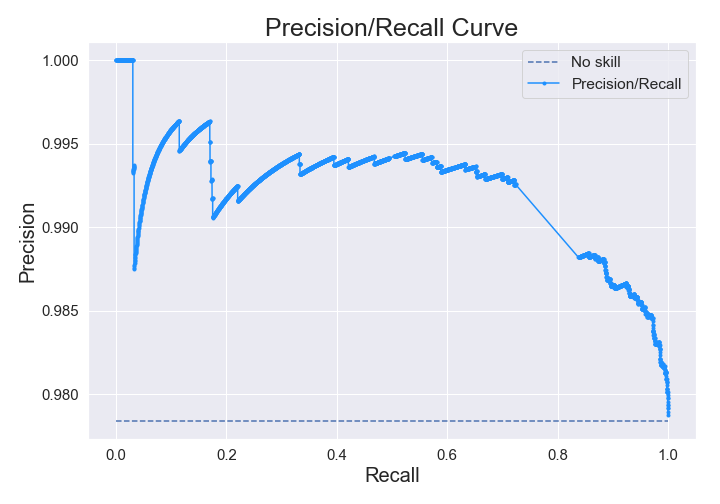 Precision/Recall Curve
No skill
Precision/Recall
1.000
0.995
0.990
0.985
0.980
Precision
0.0 0.2 0.4 0.6 0.8 1.0
Recall